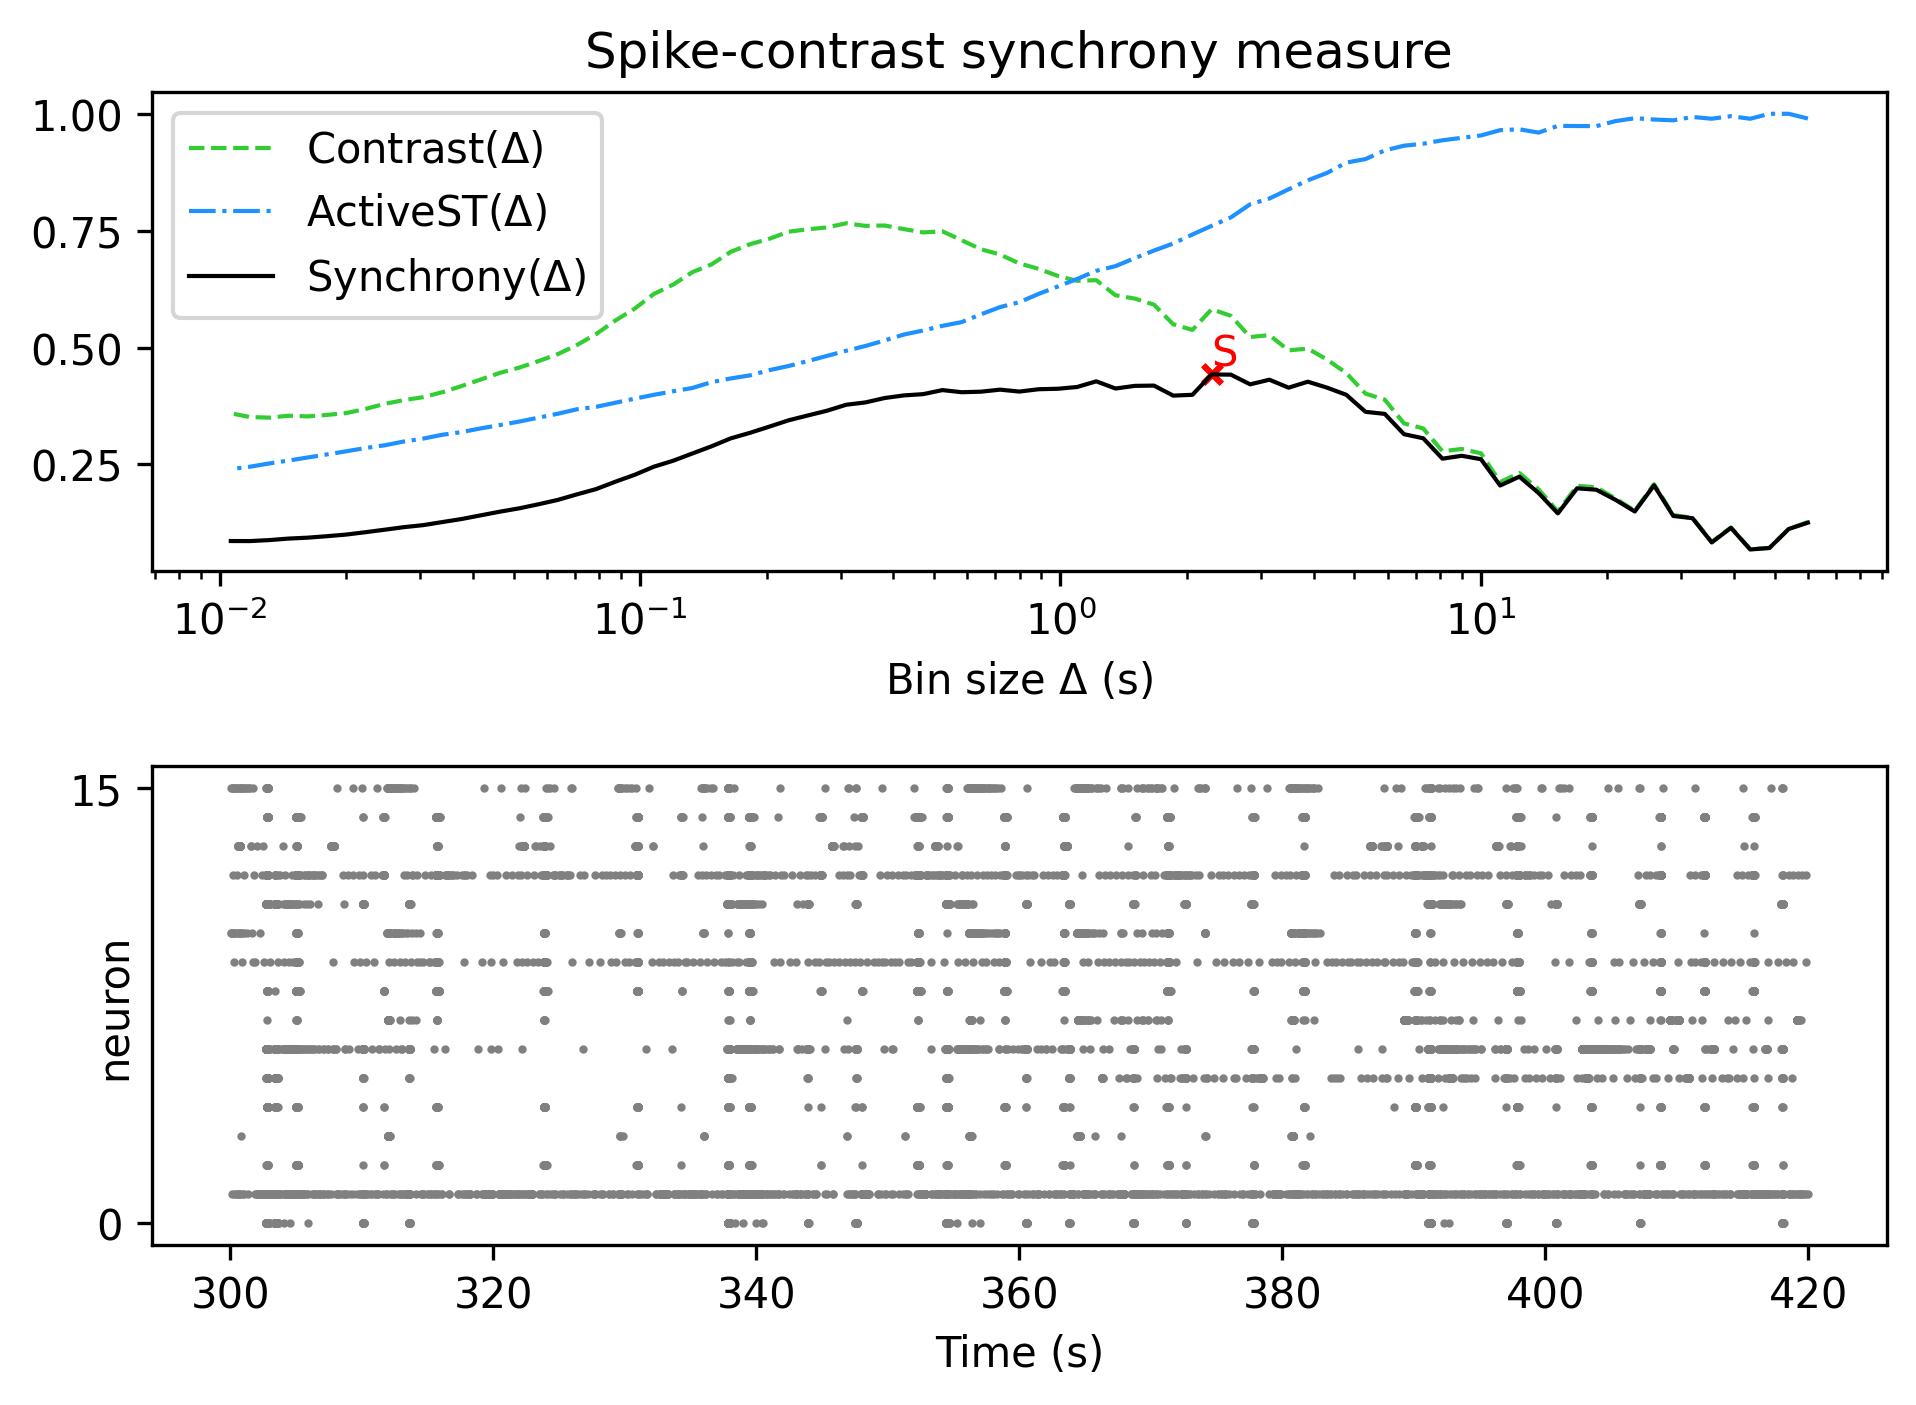 Spike-contrast synchrony measure
1.00
0.75
0.50
0.25
Contrast(Δ)
ActiveST(Δ)
Synchrony(Δ)
S
10⁻² 10⁻¹ 10⁰ 10¹
Bin size Δ (s)
15
0
neuron
300 320 340 360 380 400 420
Time (s)